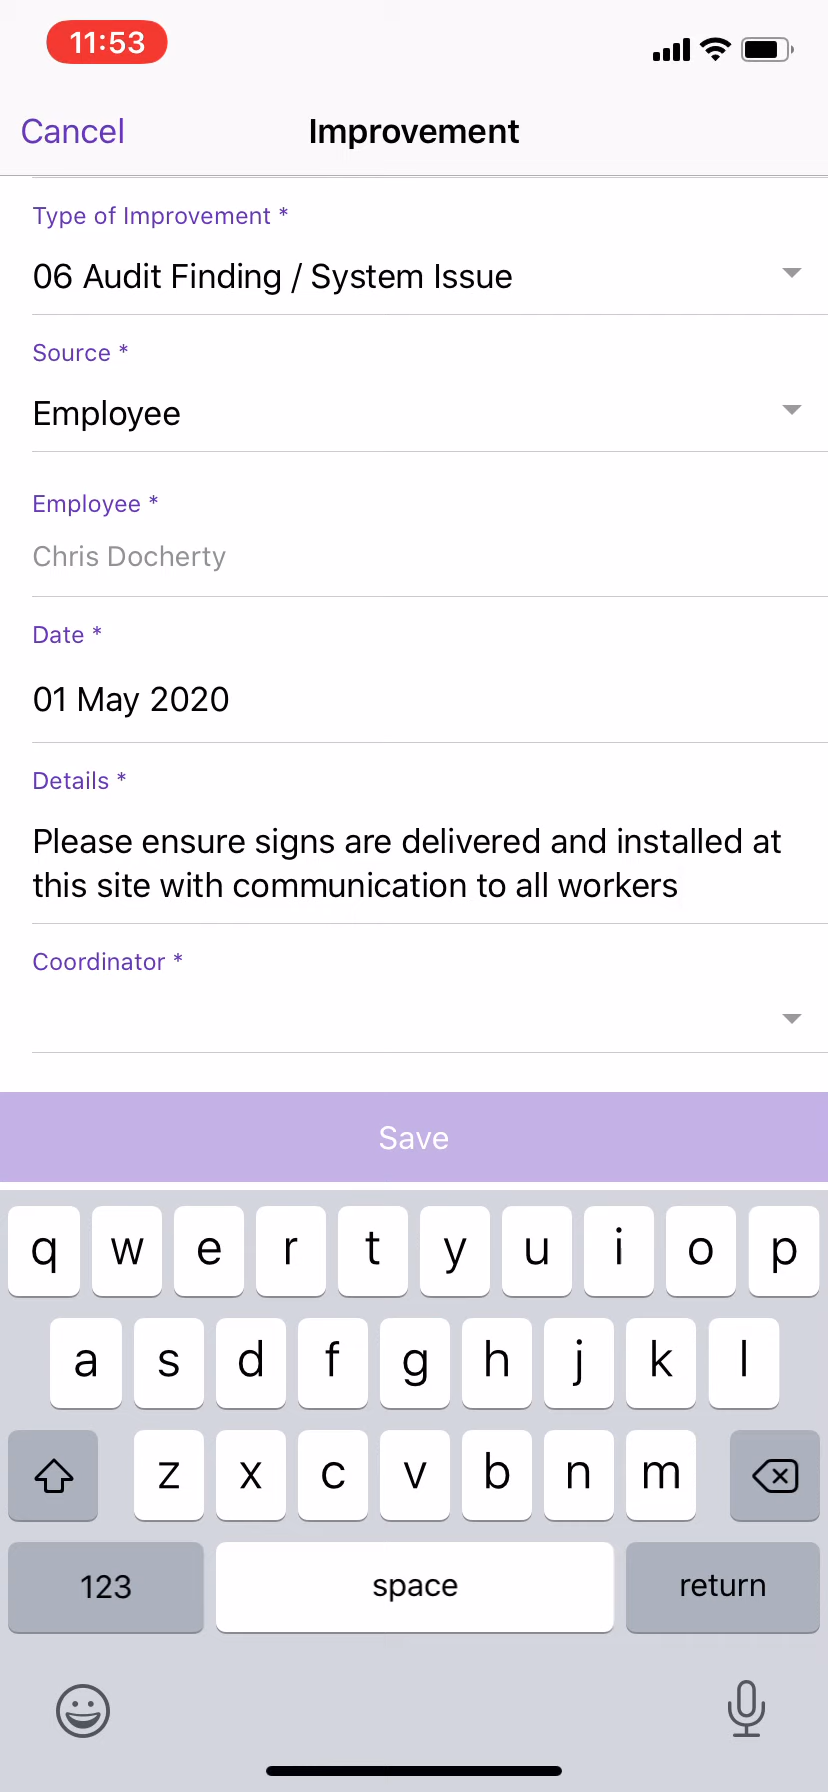 11:53
Cancel
Improvement
Type of Improvement *
06 Audit Finding / System Issue
Source *
Employee
Employee *
Chris Docherty
Date *
01 May 2020
Details *
Please ensure signs are delivered and installed at
this site with communication to all workers
Coordinator *
Save
q w e r t y u i o p
a s d f g h j k l
z x c v b n m
123 space return